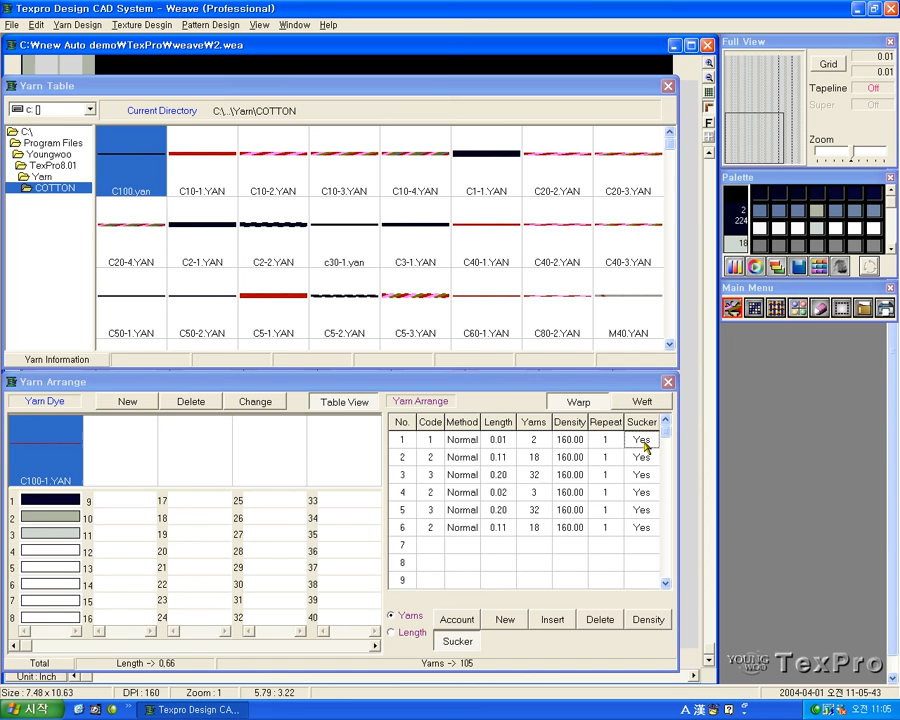 Texpro Design CAD System - Weave (Professional)
File Edit Yarn Design Texture Desgin Pattern Design View Window Help
C:₩new Auto demo₩TexPro₩weave₩2.wea
Full View
Grid
0.01
0.01
Tapeline Off
Super Off
Zoom
Yarn Table
c: []
Current Directory C:\..\Yarn\COTTON
C:\
Program Files
Youngwoo
TexPro8.01
Yarn
COTTON
C100.yan C10-1.YAN C10-2.YAN C10-3.YAN C10-4.YAN C1-1.YAN C20-2.YAN C20-3.YAN
C20-4.YAN C2-1.YAN C2-2.YAN c30-1.yan C3-1.YAN C40-1.YAN C40-2.YAN C40-3.YAN
C50-1.YAN C50-2.YAN C5-1.YAN C5-2.YAN C5-3.YAN C60-1.YAN C80-2.YAN M40.YAN
Yarn Information
F
Palette
2
224
18
Main Menu
Yarn Arrange
Yarn Dye New Delete Change Table View
C100-1.YAN
1 9 17 25 33
2 10 18 26 34
3 11 19 27 35
4 12 20 28 36
5 13 21 29 37
6 14 22 30 38
7 15 23 31 39
8 16 24 32 40
Total Length -> 0.66 Yarns -> 105
Yarn Arrange Warp Weft
No. Code Method Length Yarns Density Repeat Sucker
1 1 Normal 0.01 2 160.00 1 Yes
2 2 Normal 0.11 18 160.00 1 Yes
3 3 Normal 0.20 32 160.00 1 Yes
4 2 Normal 0.02 3 160.00 1 Yes
5 3 Normal 0.20 32 160.00 1 Yes
6 2 Normal 0.11 18 160.00 1 Yes
7
8
9
Yarns
Length
Account New Insert Delete Density
Sucker
YOUNG WOO TexPro
Unit: Inch
Size : 7.48 x 10.63 DPI : 160 Zoom : 1 5.79 : 3.22 2004-04-01 11-05-43
시작 Texpro Design CA... A 漢 오전 11:05